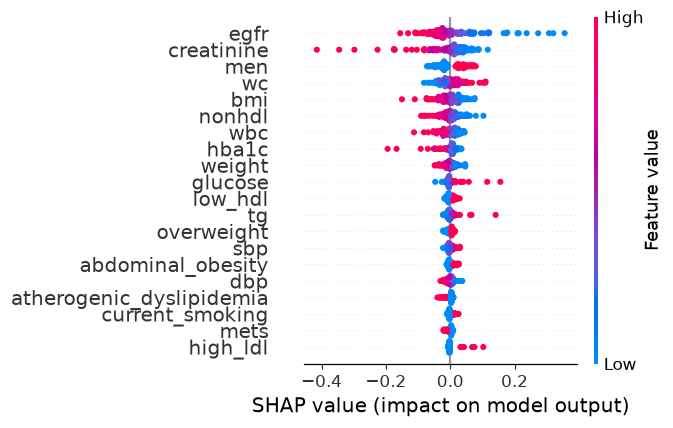 High
egfr
creatinine
men
wc
bmi
nonhdl
wbc
hba1c
weight
glucose
low_hdl
tg
overweight
sbp
abdominal_obesity
dbp
atherogenic_dyslipidemia
current_smoking
mets
high_ldl
Feature value
Low
−0.4 −0.2 0.0 0.2
SHAP value (impact on model output)